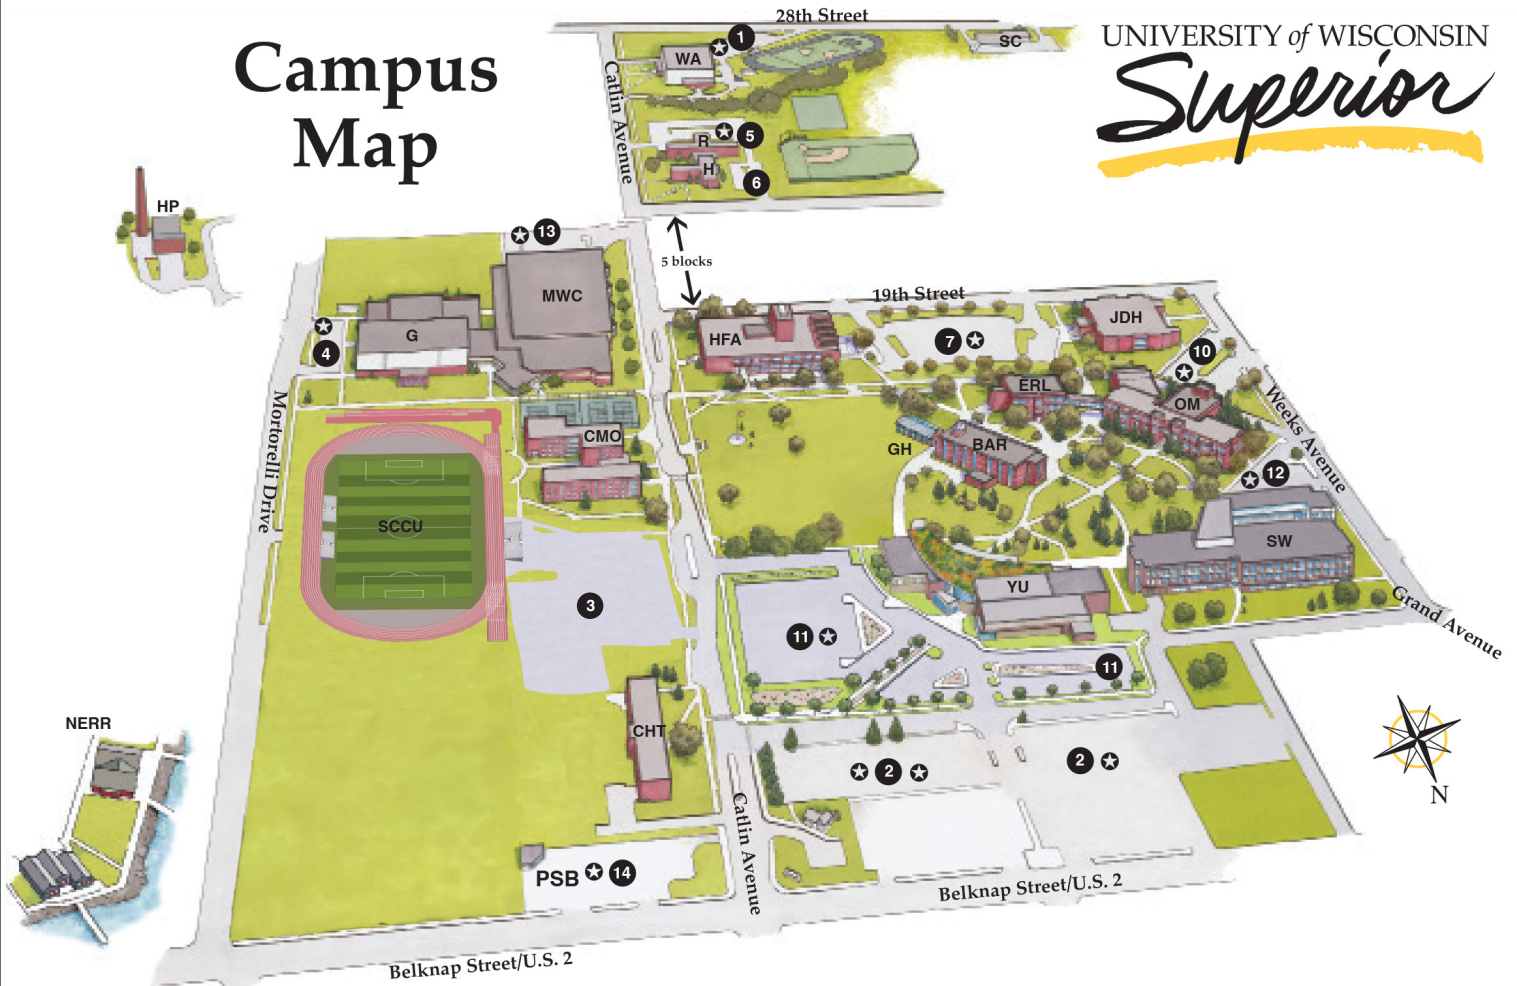 Campus
Map
UNIVERSITY of WISCONSIN
Superior
28th Street
SC
1
WA
Catlin Avenue
5
R
H
6
HP
13
5 blocks
MWC
19th Street
4
G
HFA
7
JDH
10
ERL
OM
Weeks Avenue
Mortorelli Drive
CMO
GH
BAR
12
SCCU
SW
YU
3
11
11
Grand Avenue
NERR
CHT
2
2
N
Catlin Avenue
PSB
14
Belknap Street/U.S. 2
Belknap Street/U.S. 2